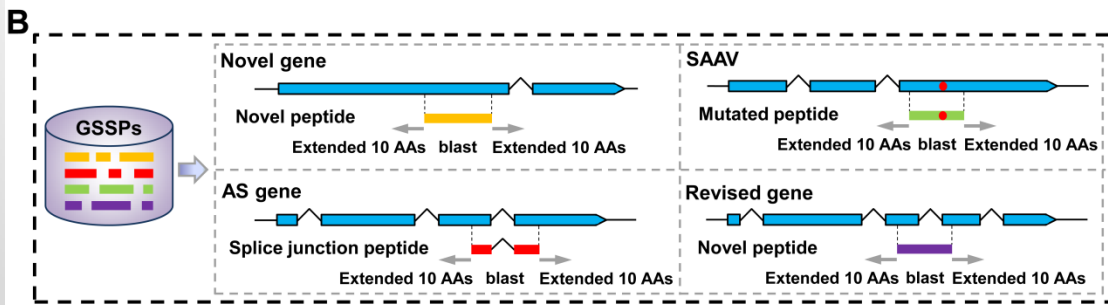 B
GSSPs
Novel gene
Novel peptide
Extended 10 AAs blast Extended 10 AAs
SAAV
Mutated peptide
Extended 10 AAs blast Extended 10 AAs
AS gene
Splice junction peptide
Extended 10 AAs blast Extended 10 AAs
Revised gene
Novel peptide
Extended 10 AAs blast Extended 10 AAs